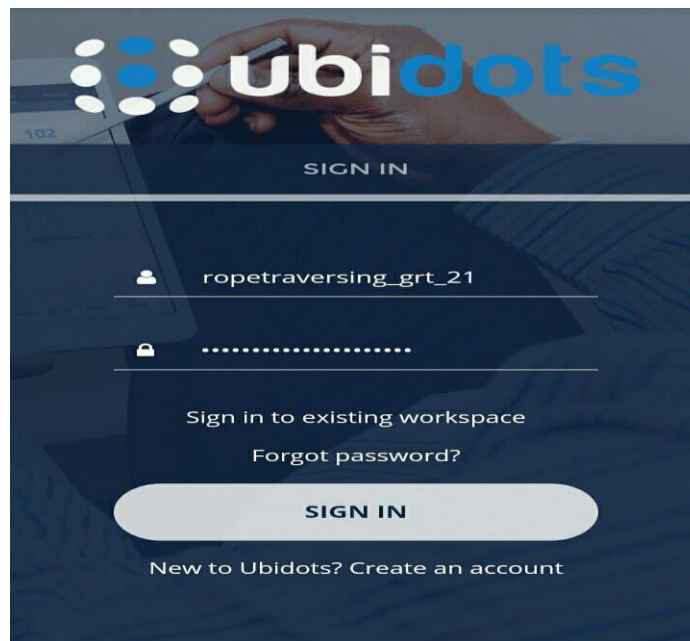 102
ubidots
SIGN IN
ropetraversing_grt_21
•••••••••••••••••••••
Sign in to existing workspace
Forgot password?
SIGN IN
New to Ubidots? Create an account